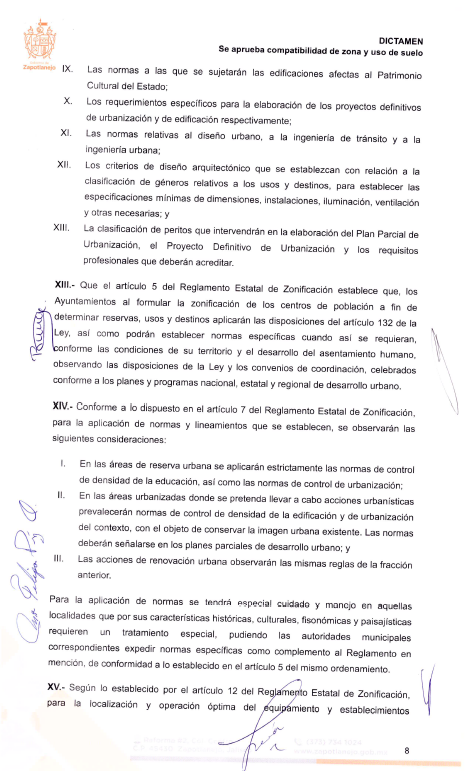 Zapotlanejo
DICTAMEN
Se aprueba compatibilidad de zona y uso de suelo
IX. Las normas a las que se sujetarán las edificaciones afectas al Patrimonio
Cultural del Estado;
X. Los requerimientos específicos para la elaboración de los proyectos definitivos
de urbanización y de edificación respectivamente;
XI. Las normas relativas al diseño urbano, a la ingeniería de tránsito y a la
ingeniería urbana;
XII. Los criterios de diseño arquitectónico que se establezcan con relación a la
clasificación de géneros relativos a los usos y destinos, para establecer las
especificaciones mínimas de dimensiones, instalaciones, iluminación, ventilación
y otras necesarias; y
XIII. La clasificación de peritos que intervendrán en la elaboración del Plan Parcial de
Urbanización, el Proyecto Definitivo de Urbanización y los requisitos
profesionales que deberán acreditar.
XIII.- Que el artículo 5 del Reglamento Estatal de Zonificación establece que, los
Ayuntamientos al formular la zonificación de los centros de población a fin de
determinar reservas, usos y destinos aplicarán las disposiciones del artículo 132 de la
Ley, así como podrán establecer normas específicas cuando así se requieran,
conforme las condiciones de su territorio y el desarrollo del asentamiento humano,
observando las disposiciones de la Ley y los convenios de coordinación, celebrados
conforme a los planes y programas nacional, estatal y regional de desarrollo urbano.
XIV.- Conforme a lo dispuesto en el artículo 7 del Reglamento Estatal de Zonificación,
para la aplicación de normas y lineamientos que se establecen, se observarán las
siguientes consideraciones:
I. En las áreas de reserva urbana se aplicarán estrictamente las normas de control
de densidad de la educación, así como las normas de control de urbanización;
II. En las áreas urbanizadas donde se pretenda llevar a cabo acciones urbanísticas
prevalecerán normas de control de densidad de la edificación y de urbanización
del contexto, con el objeto de conservar la imagen urbana existente. Las normas
deberán señalarse en los planes parciales de desarrollo urbano; y
III. Las acciones de renovación urbana observarán las mismas reglas de la fracción
anterior.
Para la aplicación de normas se tendrá especial cuidado y manejo en aquellas
localidades que por sus características históricas, culturales, fisonómicas y paisajísticas
requieren un tratamiento especial, pudiendo las autoridades municipales
correspondientes expedir normas específicas como complemento al Reglamento en
mención, de conformidad a lo establecido en el artículo 5 del mismo ordenamiento.
XV.- Según lo establecido por el artículo 12 del Reglamento Estatal de Zonificación,
para la localización y operación óptima del equipamiento y establecimientos
8